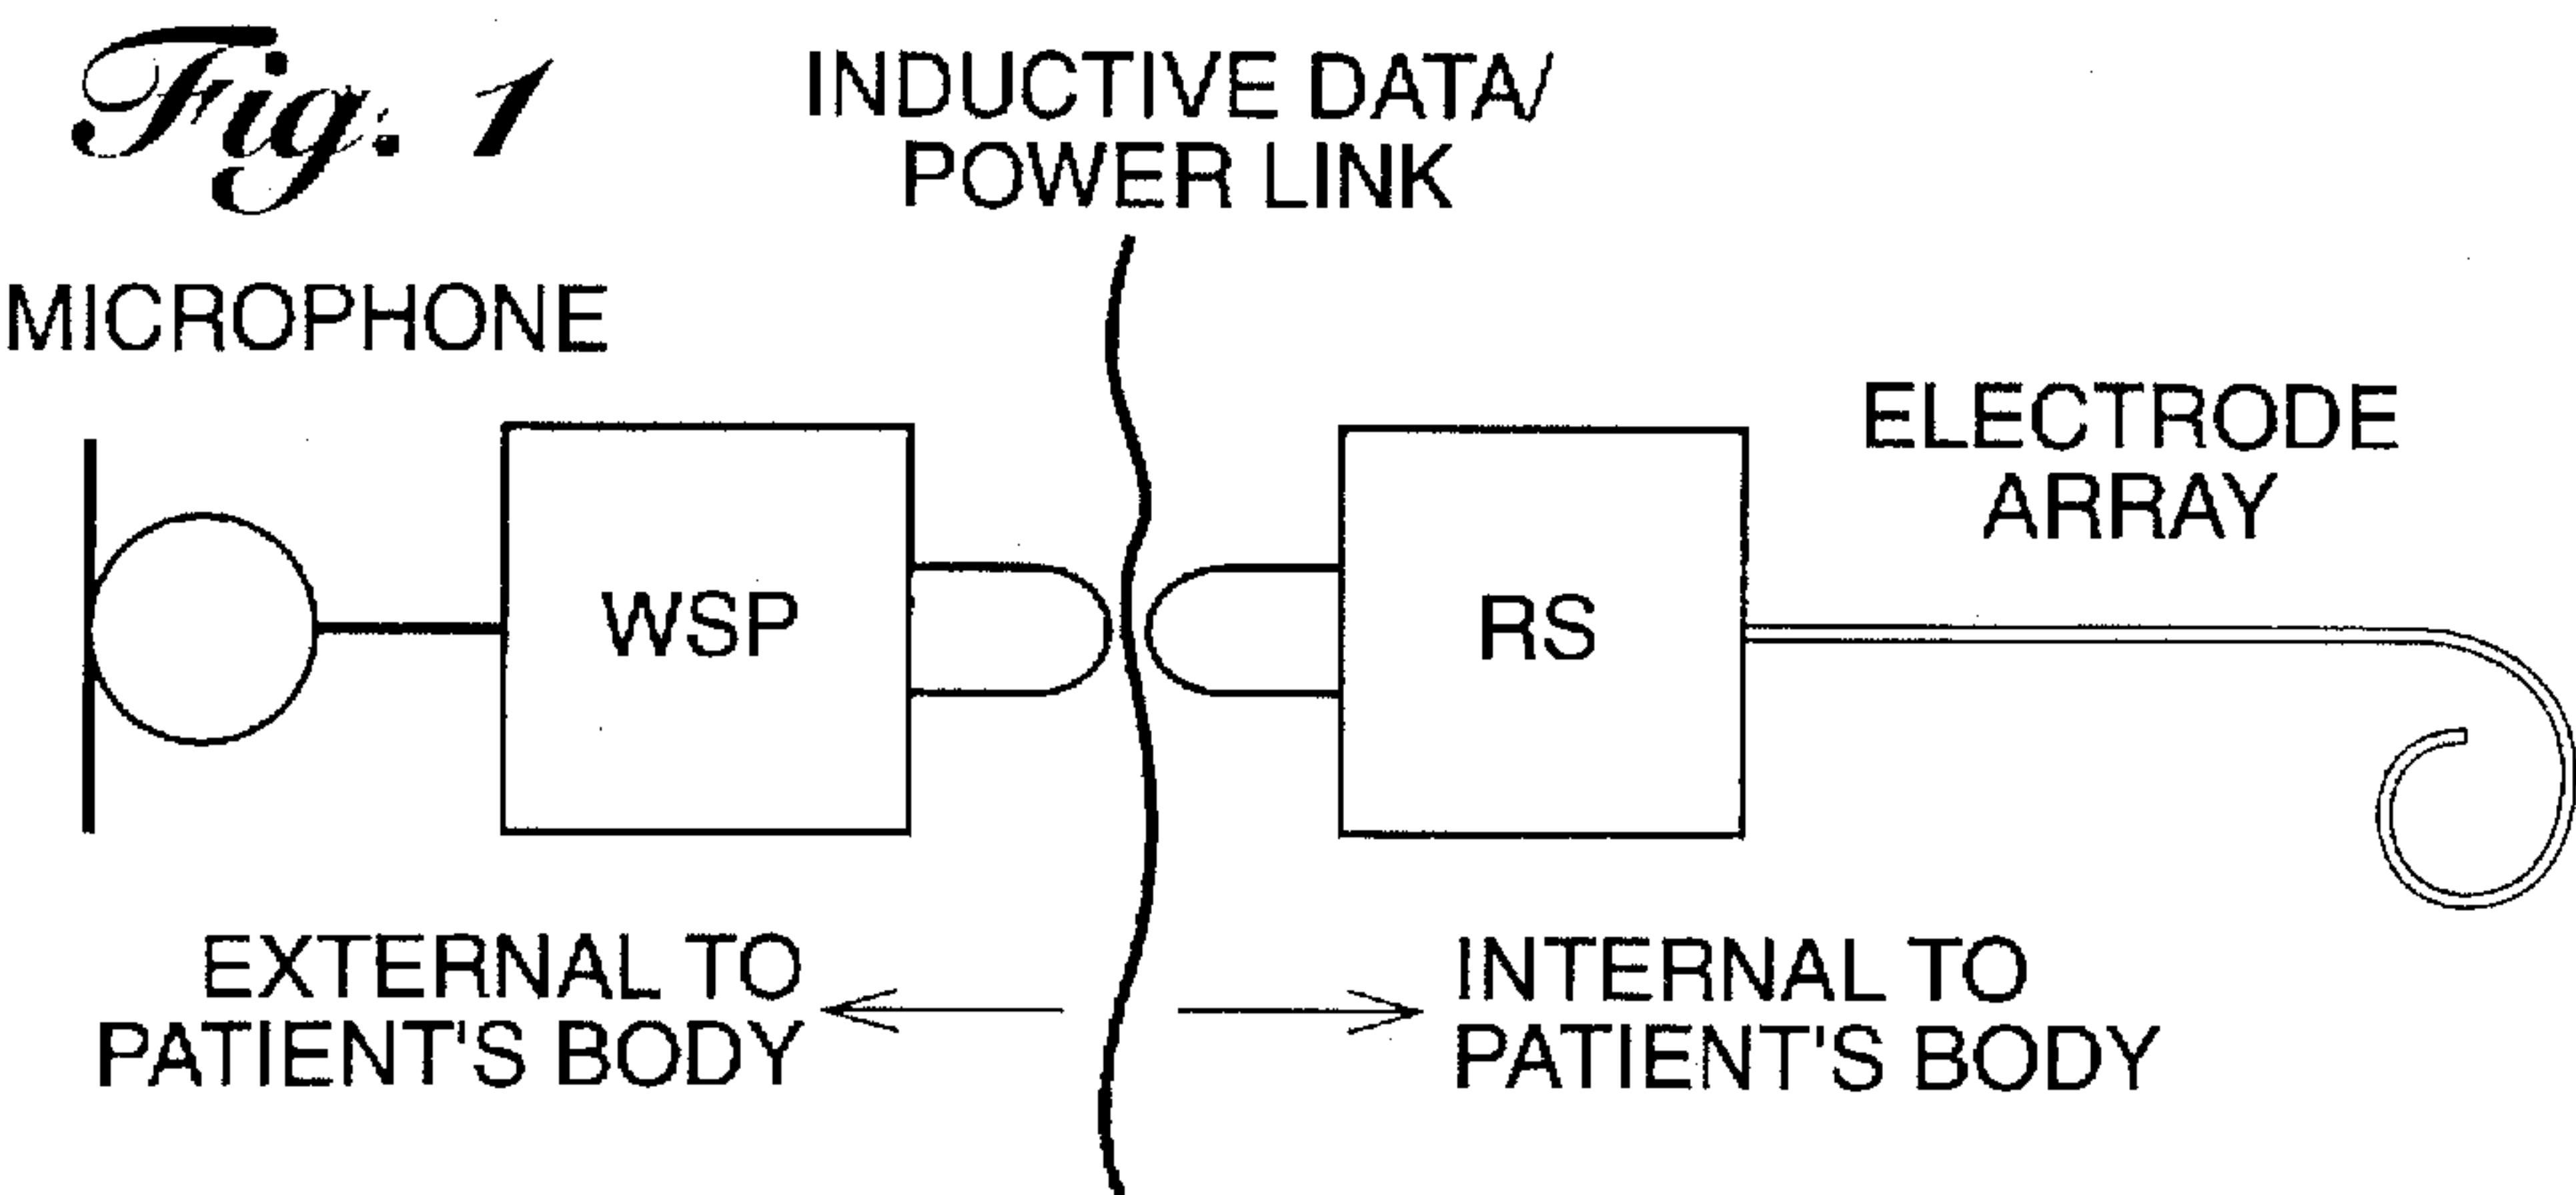 Fig. 1
INDUCTIVE DATA/
POWER LINK
MICROPHONE
ELECTRODE
ARRAY
WSP
RS
EXTERNAL TO
PATIENT'S BODY
INTERNAL TO
PATIENT'S BODY